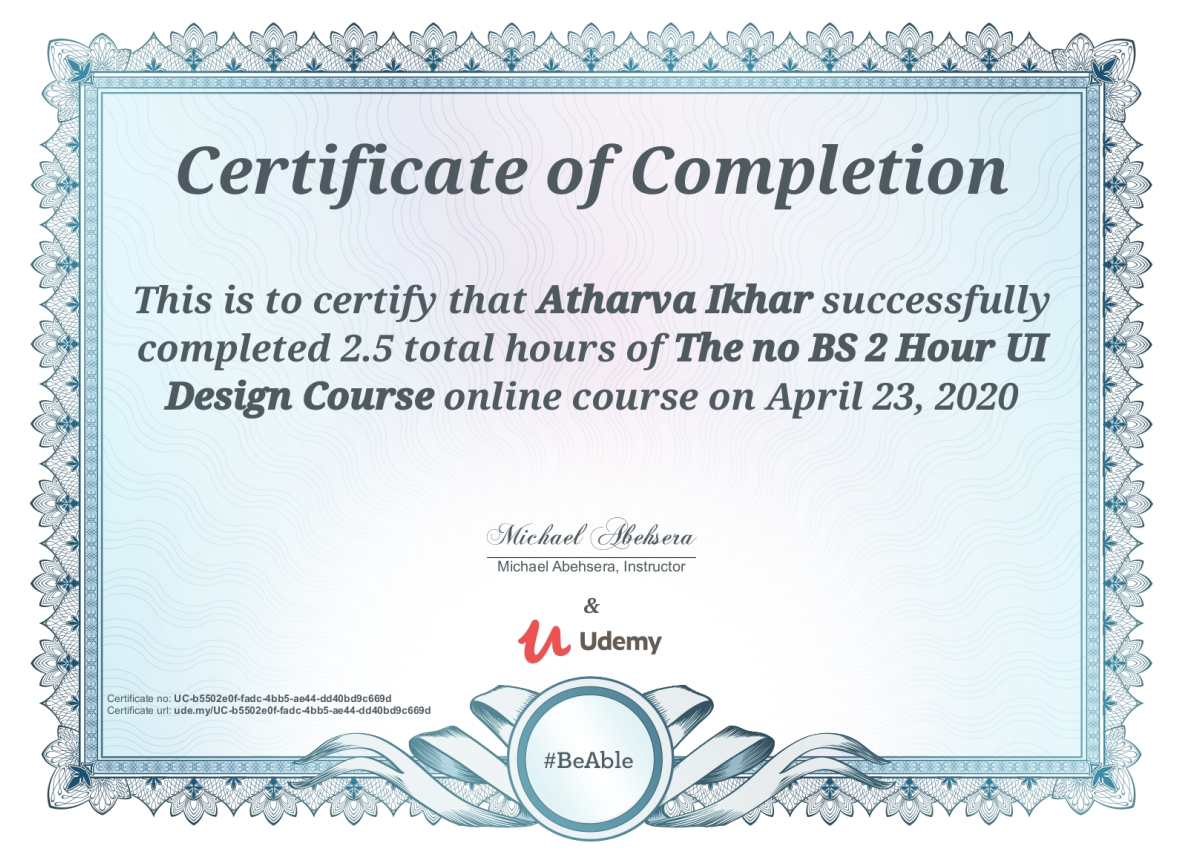 Certificate of Completion
This is to certify that Atharva Ikhar successfully
completed 2.5 total hours of The no BS 2 Hour UI
Design Course online course on April 23, 2020
Michael Abehsera
Michael Abehsera, Instructor
&
Udemy
Certificate no: UC-b5502e0f-fadc-4bb5-ae44-dd40bd9c669d
Certificate url: ude.my/UC-b5502e0f-fadc-4bb5-ae44-dd40bd9c669d
#BeAble